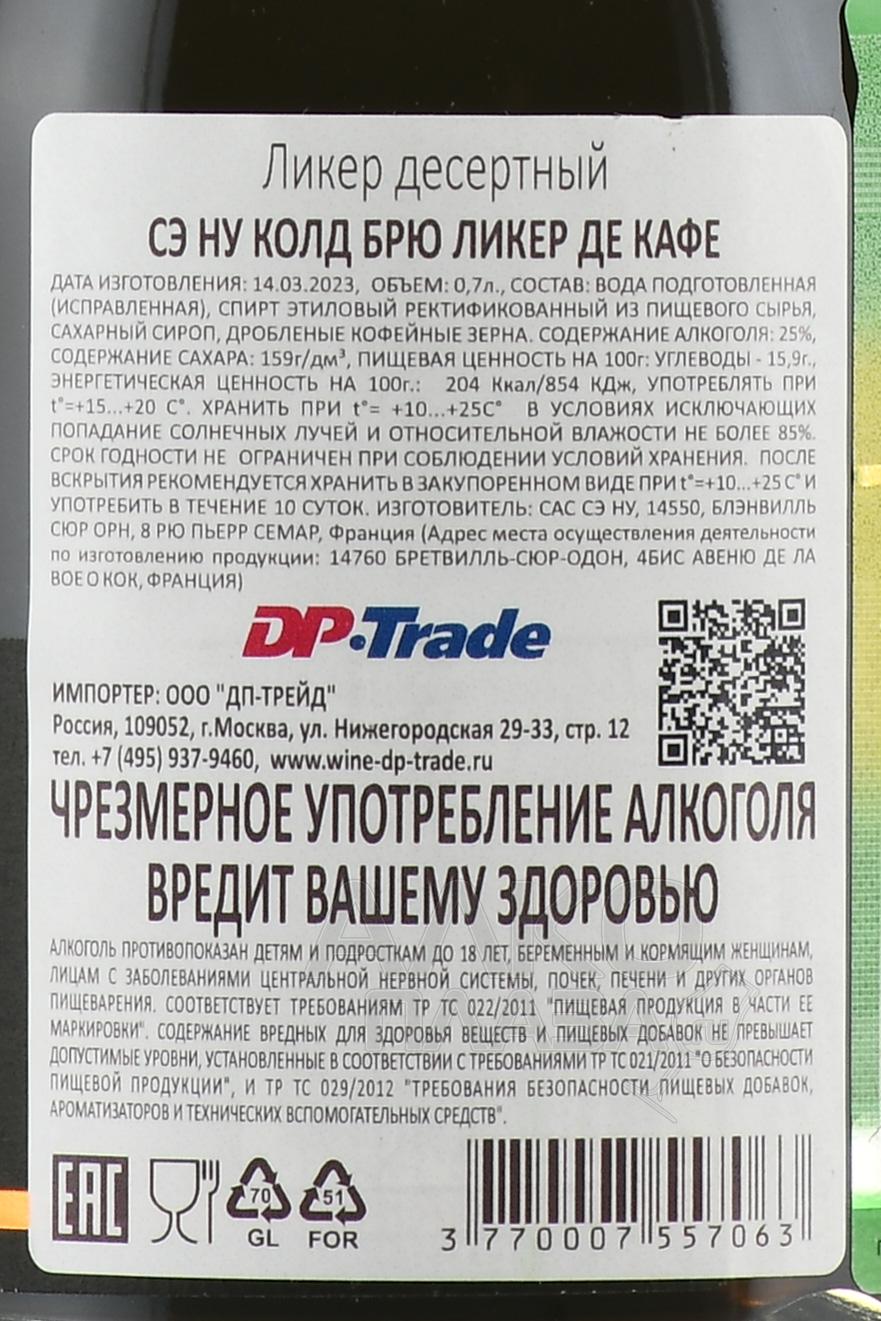 Ликер десертный
СЭ НУ КОЛД БРЮ ЛИКЕР ДЕ КАФЕ
ДАТА ИЗГОТОВЛЕНИЯ: 14.03.2023, ОБЪЕМ: 0,7л., СОСТАВ: ВОДА ПОДГОТОВЛЕННАЯ
(ИСПРАВЛЕННАЯ), СПИРТ ЭТИЛОВЫЙ РЕКТИФИКОВАННЫЙ ИЗ ПИЩЕВОГО СЫРЬЯ,
САХАРНЫЙ СИРОП, ДРОБЛЕНЫЕ КОФЕЙНЫЕ ЗЕРНА. СОДЕРЖАНИЕ АЛКОГОЛЯ: 25%,
СОДЕРЖАНИЕ САХАРА: 159г/дм³, ПИЩЕВАЯ ЦЕННОСТЬ НА 100г: УГЛЕВОДЫ - 15,9г.,
ЭНЕРГЕТИЧЕСКАЯ ЦЕННОСТЬ НА 100г.: 204 Ккал/854 КДж, УПОТРЕБЛЯТЬ ПРИ
t°=+15...+20 С°. ХРАНИТЬ ПРИ t°= +10...+25С° В УСЛОВИЯХ ИСКЛЮЧАЮЩИХ
ПОПАДАНИЕ СОЛНЕЧНЫХ ЛУЧЕЙ И ОТНОСИТЕЛЬНОЙ ВЛАЖНОСТИ НЕ БОЛЕЕ 85%.
СРОК ГОДНОСТИ НЕ ОГРАНИЧЕН ПРИ СОБЛЮДЕНИИ УСЛОВИЙ ХРАНЕНИЯ. ПОСЛЕ
ВСКРЫТИЯ РЕКОМЕНДУЕТСЯ ХРАНИТЬ В ЗАКУПОРЕННОМ ВИДЕ ПРИ t°=+10...+25 С° И
УПОТРЕБИТЬ В ТЕЧЕНИЕ 10 СУТОК. ИЗГОТОВИТЕЛЬ: САС СЭ НУ, 14550, БЛЭНВИЛЛЬ
СЮР ОРН, 8 РЮ ПЬЕРР СЕМАР, Франция (Адрес места осуществления деятельности
по изготовлению продукции: 14760 БРЕТВИЛЛЬ-СЮР-ОДОН, 4БИС АВЕНЮ ДЕ ЛА
ВОЕ О КОК, ФРАНЦИЯ)
DP·Trade
ИМПОРТЕР: ООО "ДП-ТРЕЙД"
Россия, 109052, г.Москва, ул. Нижегородская 29-33, стр. 12
тел. +7 (495) 937-9460, www.wine-dp-trade.ru
ЧРЕЗМЕРНОЕ УПОТРЕБЛЕНИЕ АЛКОГОЛЯ
ВРЕДИТ ВАШЕМУ ЗДОРОВЬЮ
АЛКОГОЛЬ ПРОТИВОПОКАЗАН ДЕТЯМ И ПОДРОСТКАМ ДО 18 ЛЕТ, БЕРЕМЕННЫМ И КОРМЯЩИМ ЖЕНЩИНАМ,
ЛИЦАМ С ЗАБОЛЕВАНИЯМИ ЦЕНТРАЛЬНОЙ НЕРВНОЙ СИСТЕМЫ, ПОЧЕК, ПЕЧЕНИ И ДРУГИХ ОРГАНОВ
ПИЩЕВАРЕНИЯ. СООТВЕТСТВУЕТ ТРЕБОВАНИЯМ ТР ТС 022/2011 "ПИЩЕВАЯ ПРОДУКЦИЯ В ЧАСТИ ЕЕ
МАРКИРОВКИ". СОДЕРЖАНИЕ ВРЕДНЫХ ДЛЯ ЗДОРОВЬЯ ВЕЩЕСТВ И ПИЩЕВЫХ ДОБАВОК НЕ ПРЕВЫШАЕТ
ДОПУСТИМЫЕ УРОВНИ, УСТАНОВЛЕННЫЕ В СООТВЕТСТВИИ С ТРЕБОВАНИЯМИ ТР ТС 021/2011 "О БЕЗОПАСНОСТИ
ПИЩЕВОЙ ПРОДУКЦИИ", И ТР ТС 029/2012 "ТРЕБОВАНИЯ БЕЗОПАСНОСТИ ПИЩЕВЫХ ДОБАВОК,
АРОМАТИЗАТОРОВ И ТЕХНИЧЕСКИХ ВСПОМОГАТЕЛЬНЫХ СРЕДСТВ".
EAC
70
GL
51
FOR
3 770007 557063